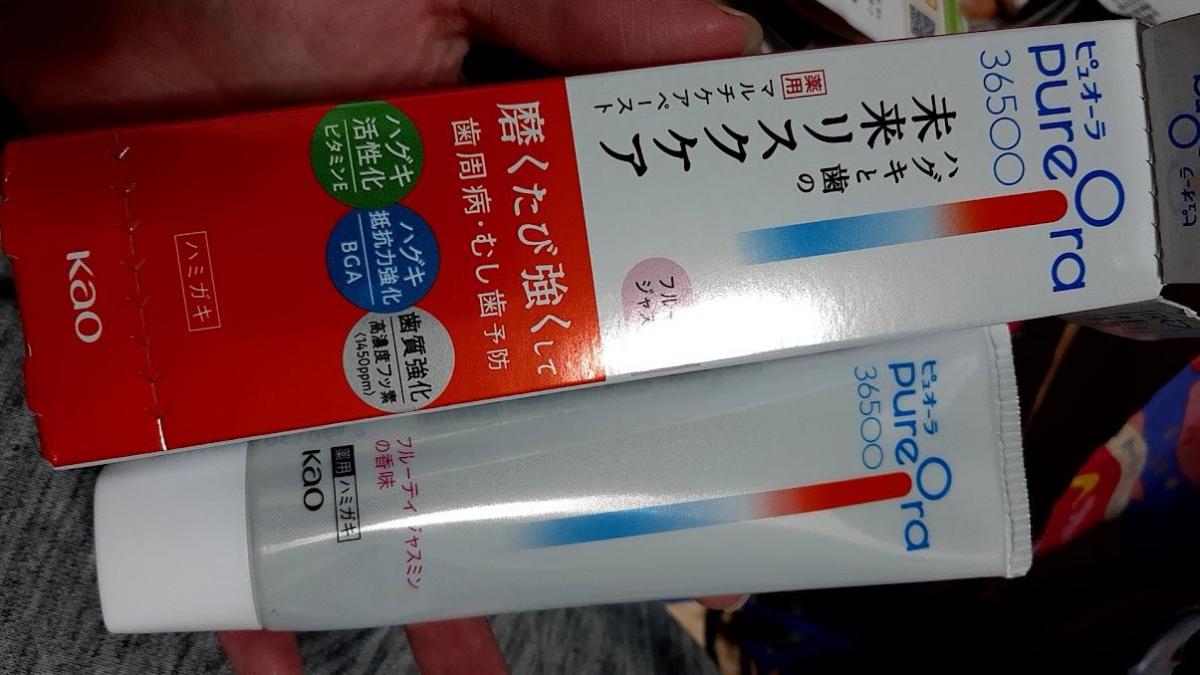 ピュオーラ
pureOra
36500
ハグキと歯の
未来リスクケア
薬用
マルチケアペースト
磨くたび強くして
歯周病・むし歯予防
ハグキ
活性化
ビタミンE
ハグキ
抵抗力強化
BGA
歯質強化
高濃度フッ素
(1450ppm)
ハミガキ
Kao
ピュオーラ
pureOra
36500
フルーティジャスミン
の香味
薬用ハミガキ
Kao